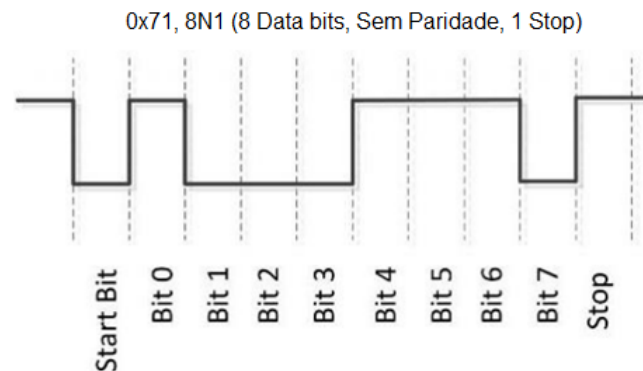 0x71, 8N1 (8 Data bits, Sem Paridade, 1 Stop)
Start Bit
Bit 0
Bit 1
Bit 2
Bit 3
Bit 4
Bit 5
Bit 6
Bit 7
Stop